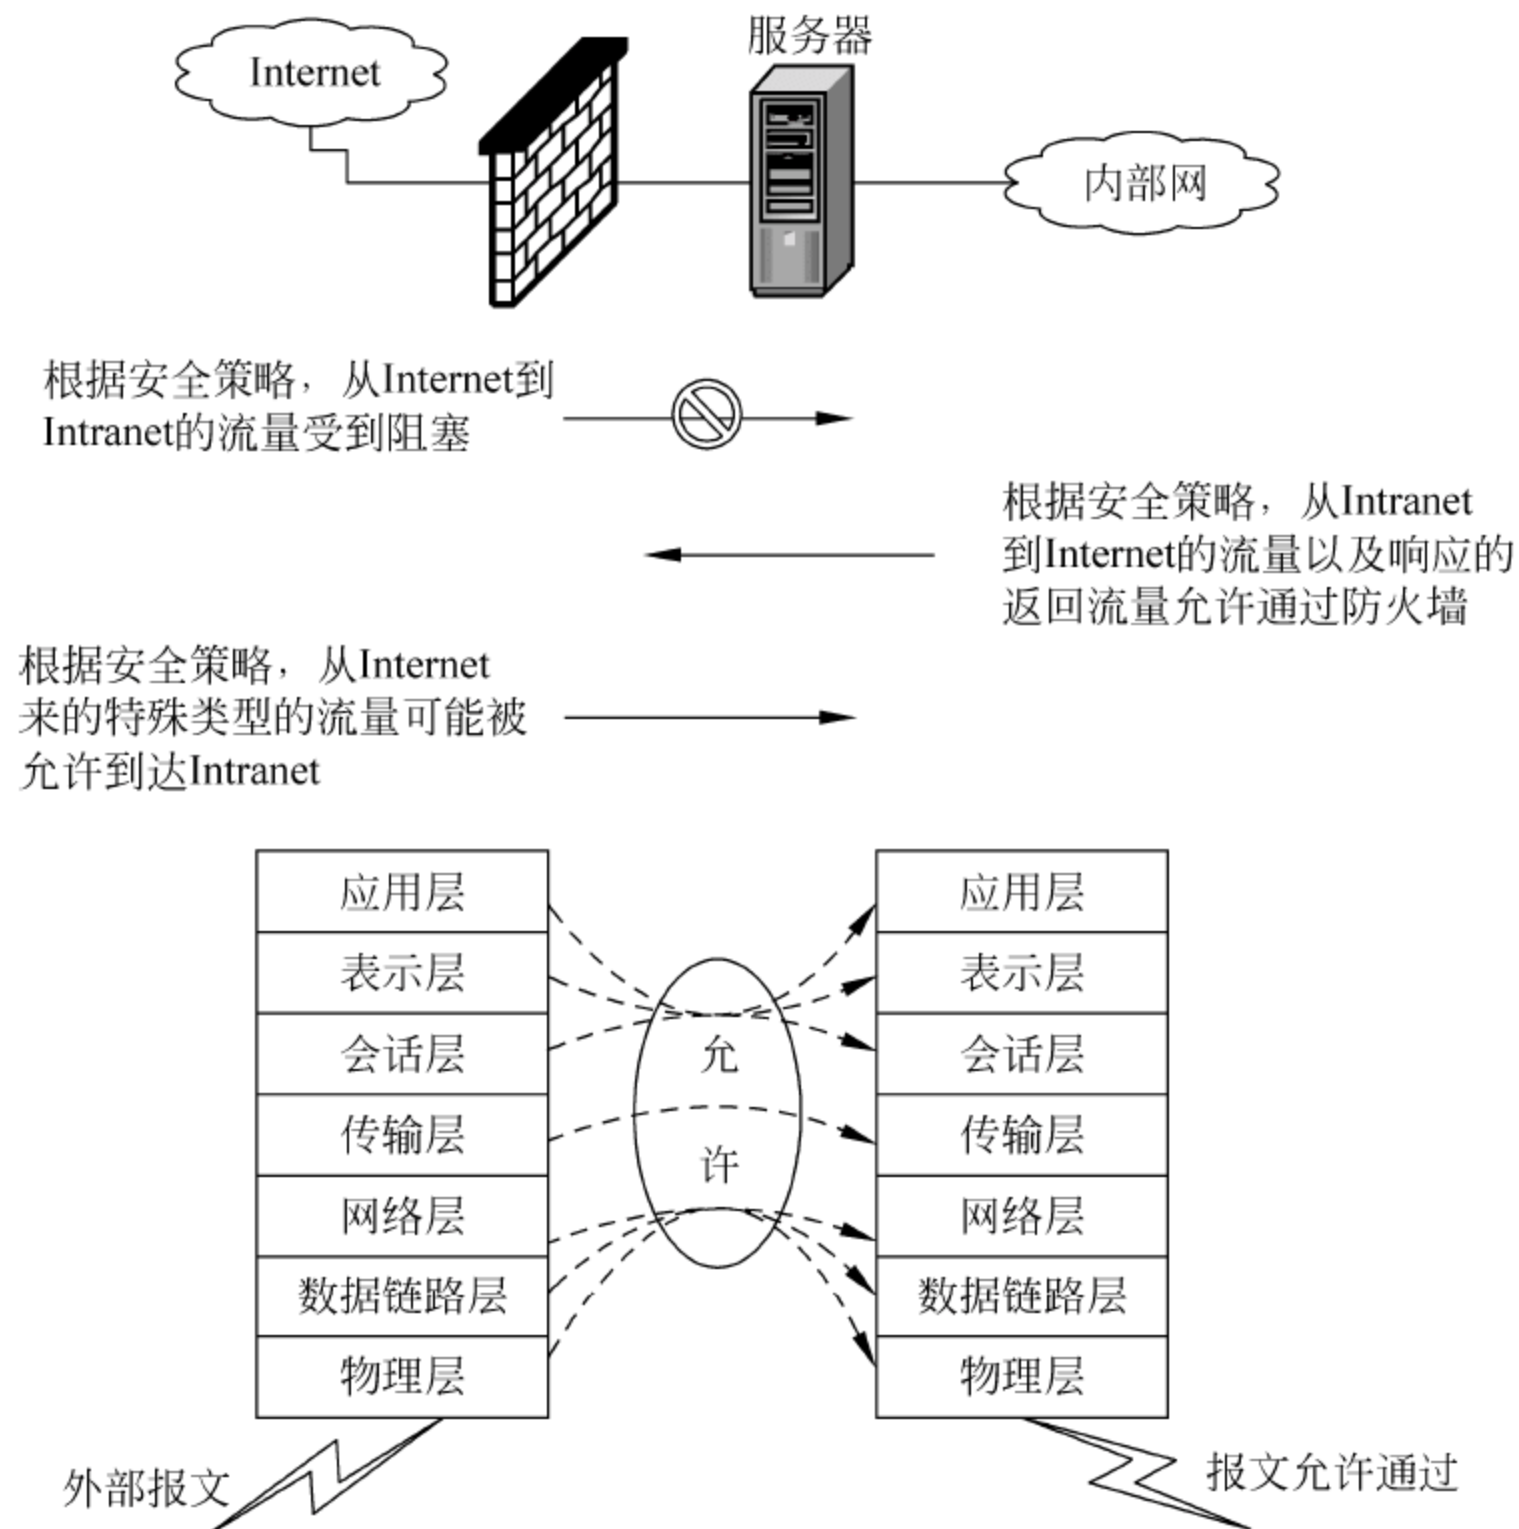 服务器
Internet
内部网
根据安全策略，从Internet到
Intranet的流量受到阻塞
根据安全策略，从Intranet
到Internet的流量以及响应的
返回流量允许通过防火墙
根据安全策略，从Internet
来的特殊类型的流量可能被
允许到达Intranet
应用层
表示层
会话层
传输层
网络层
数据链路层
物理层
允
许
应用层
表示层
会话层
传输层
网络层
数据链路层
物理层
外部报文
报文允许通过